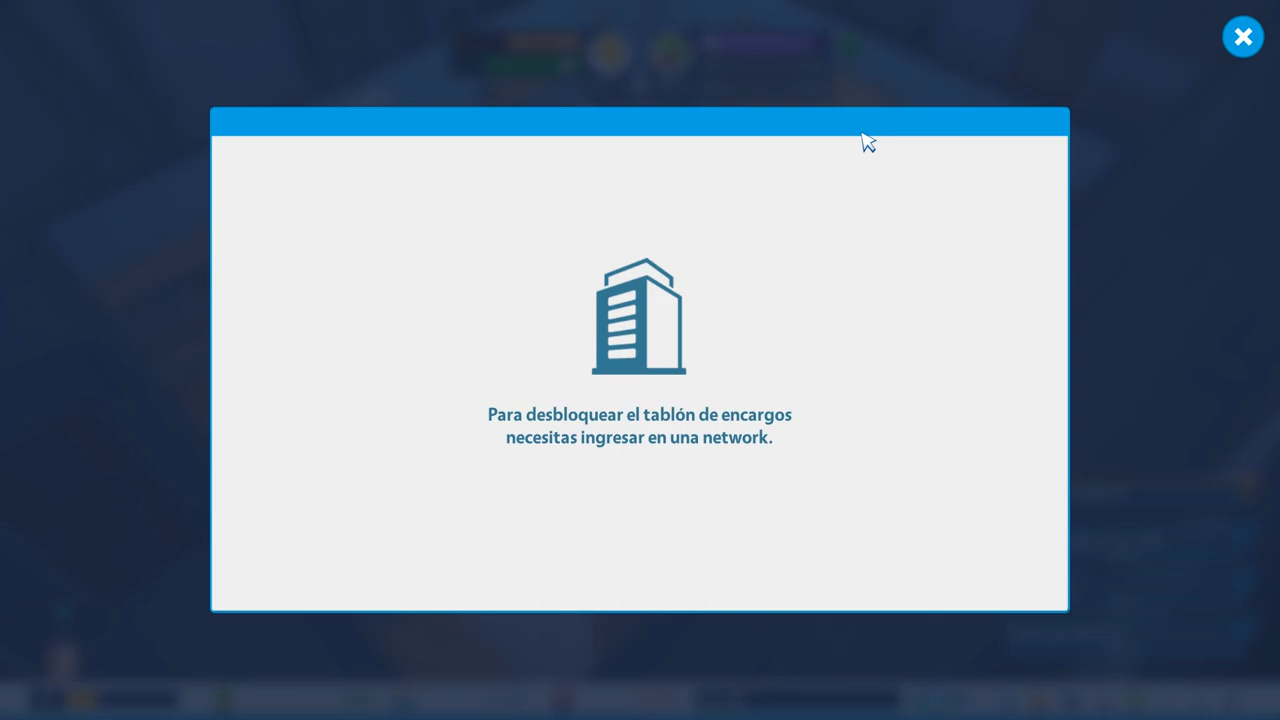 Para desbloquear el tablón de encargos
necesitas ingresar en una network.